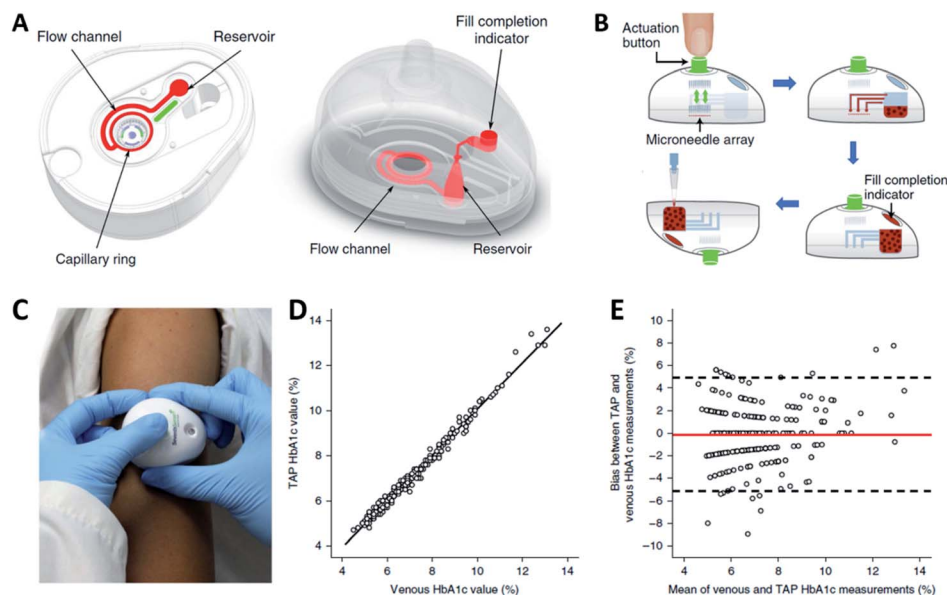 A
Flow channel
Reservoir
Capillary ring
Fill completion
indicator
Flow channel
Reservoir
B
Actuation
button
Microneedle array
Fill completion
indicator
C
D
TAP HbA1c value (%)
14
12
10
8
6
4
4 6 8 10 12 14
Venous HbA1c value (%)
E
Bias between TAP and
venous HbA1c measurements (%)
10
8
6
4
2
0
−2
−4
−6
−8
−10
4 6 8 10 12 14
Mean of venous and TAP HbA1c measurements (%)